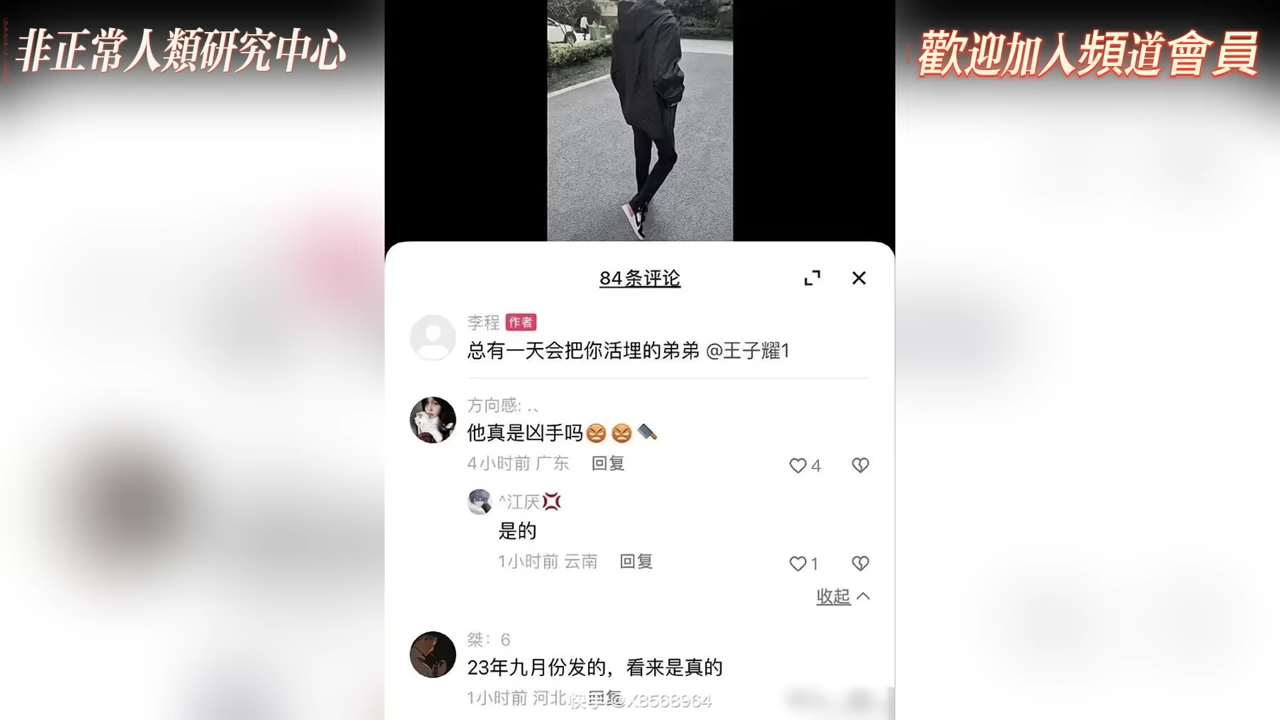 非正常人類研究中心
歡迎加入頻道會員
84条评论
李程 作者
总有一天会把你活埋的弟弟 @王子耀1
方向感: .、
他真是凶手吗
4小时前 广东 回复
4
^江厌
是的
1小时前 云南 回复
1
收起
桀：6
23年九月份发的，看来是真的
1小时前 河北 回复
快手 @X8568964